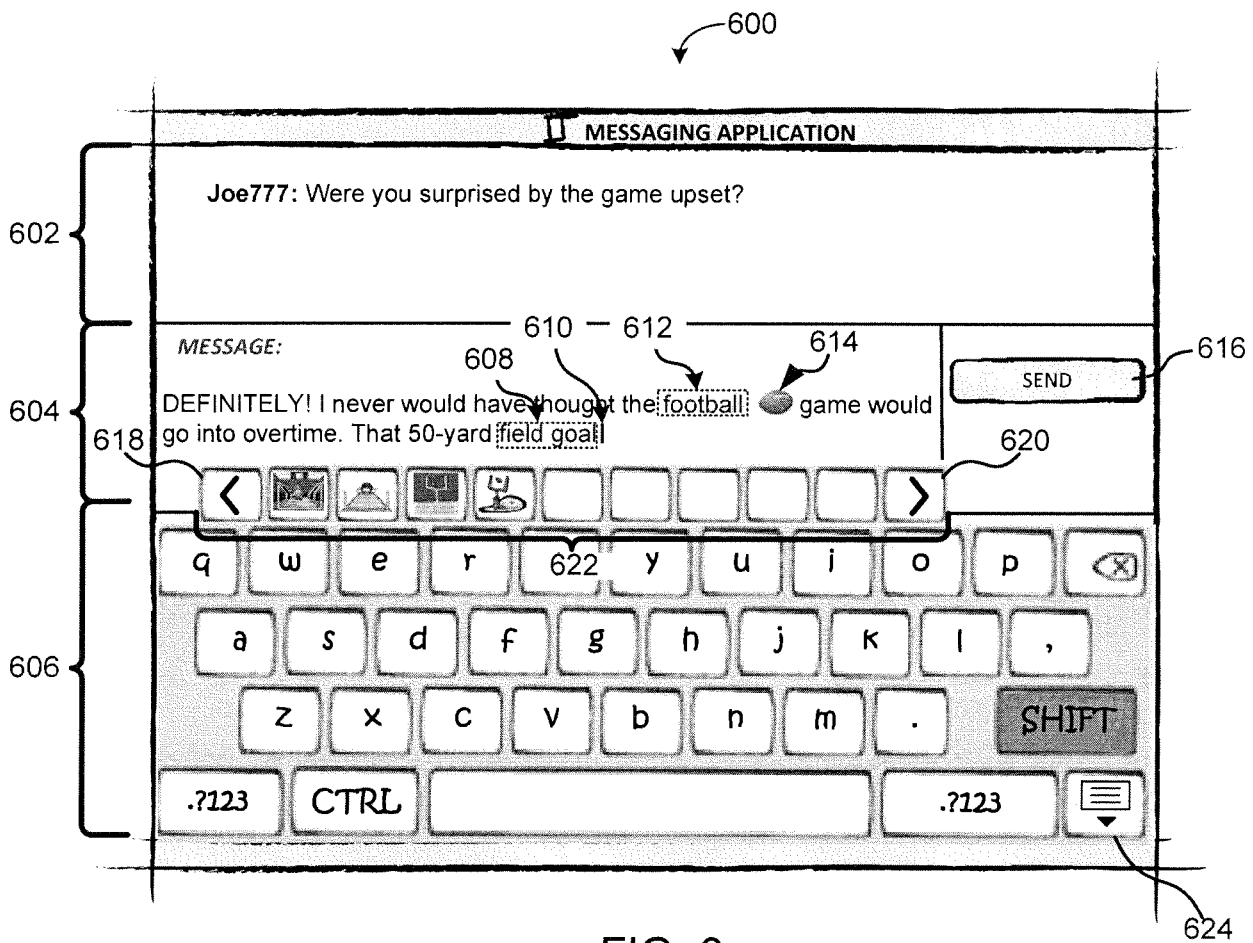 600
MESSAGING APPLICATION
Joe777: Were you surprised by the game upset?
602
610
612
MESSAGE:
608
614
616
SEND
604
DEFINITELY! I never would have thought the football game would
go into overtime. That 50-yard field goal
618
620
622
q w e r y u i o p
606
a s d f g h j k l ,
z x c v b n m . SHIFT
.?123 CTRL .?123
624